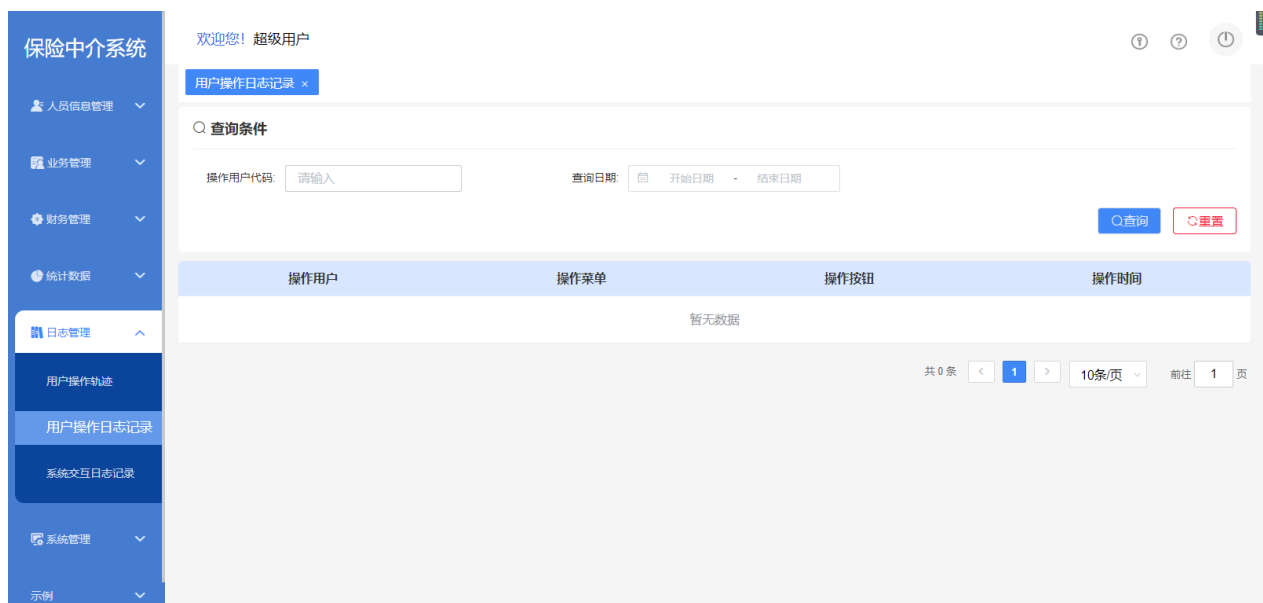 保险中介系统
欢迎您! 超级用户
用户操作日志记录 ×
人员信息管理
业务管理
财务管理
统计数据
日志管理
用户操作轨迹
用户操作日志记录
系统交互日志记录
系统管理
示例
查询条件
操作用户代码: 请输入 查询日期: 开始日期 - 结束日期
查询 重置
操作用户 操作菜单 操作按钮 操作时间
暂无数据
共 0 条 < 1 > 10条/页 前往 1 页